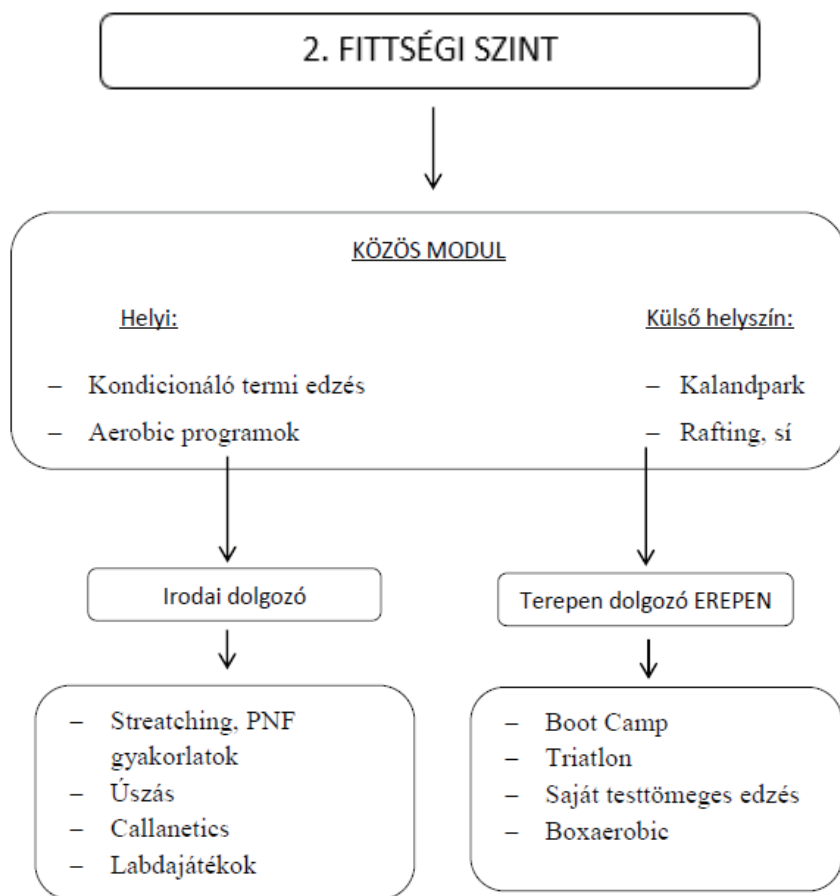 2. FITTSÉGI SZINT
KÖZÖS MODUL
Helyi:
– Kondicionáló termi edzés
– Aerobic programok
Külső helyszín:
– Kalandpark
– Rafting, sí
Irodai dolgozó
– Streatching, PNF
gyakorlatok
– Úszás
– Callanetics
– Labdajátékok
Terepen dolgozó EREPEN
– Boot Camp
– Triatlon
– Saját testtömeges edzés
– Boxaerobic